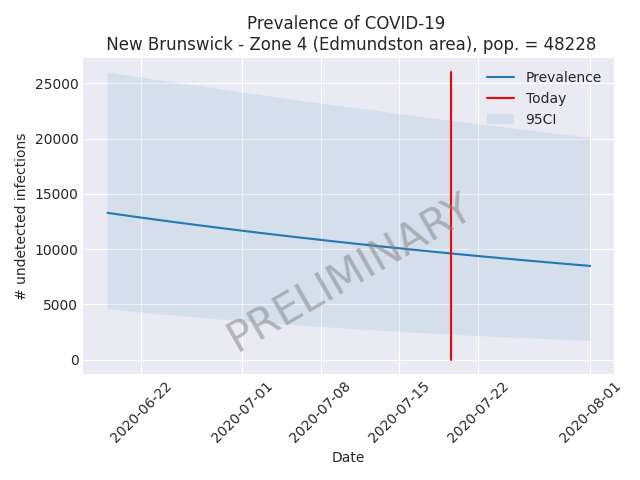 Prevalence of COVID-19
New Brunswick - Zone 4 (Edmundston area), pop. = 48228
Prevalence
Today
95CI
# undetected infections
25000
20000
15000
10000
5000
0
PRELIMINARY
2020-06-22
2020-07-01
2020-07-08
2020-07-15
2020-07-22
2020-08-01
Date